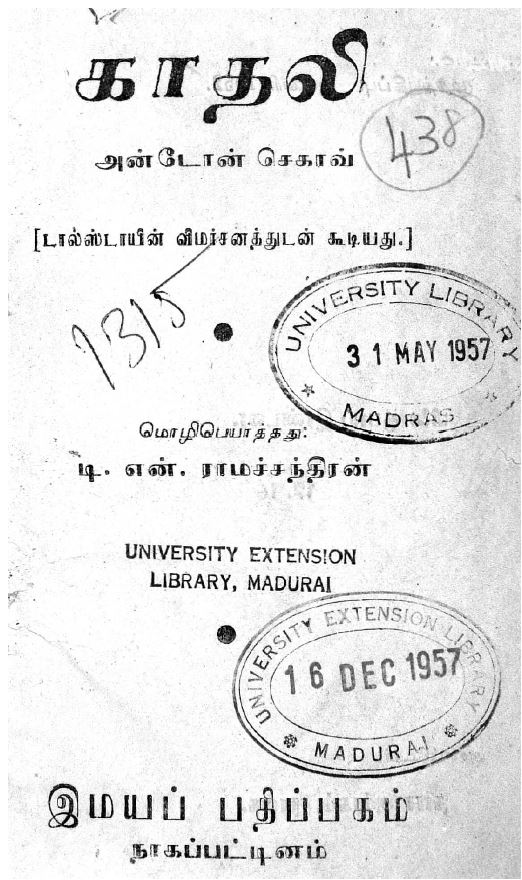 காதலி
438
அன்டோன் செகாவ்
[டால்ஸ்டாயின் விமர்சனத்துடன் கூடியது.]
1315
UNIVERSITY LIBRARY
31 MAY 1957
MADRAS
மொழிபெயர்த்தது:
டி. என். ராமச்சந்திரன்
UNIVERSITY EXTENSION
LIBRARY, MADURAI
UNIVERSITY EXTENSION LIBRARY
16 DEC 1957
MADURAI
இமயப் பதிப்பகம்
நாகப்பட்டினம்